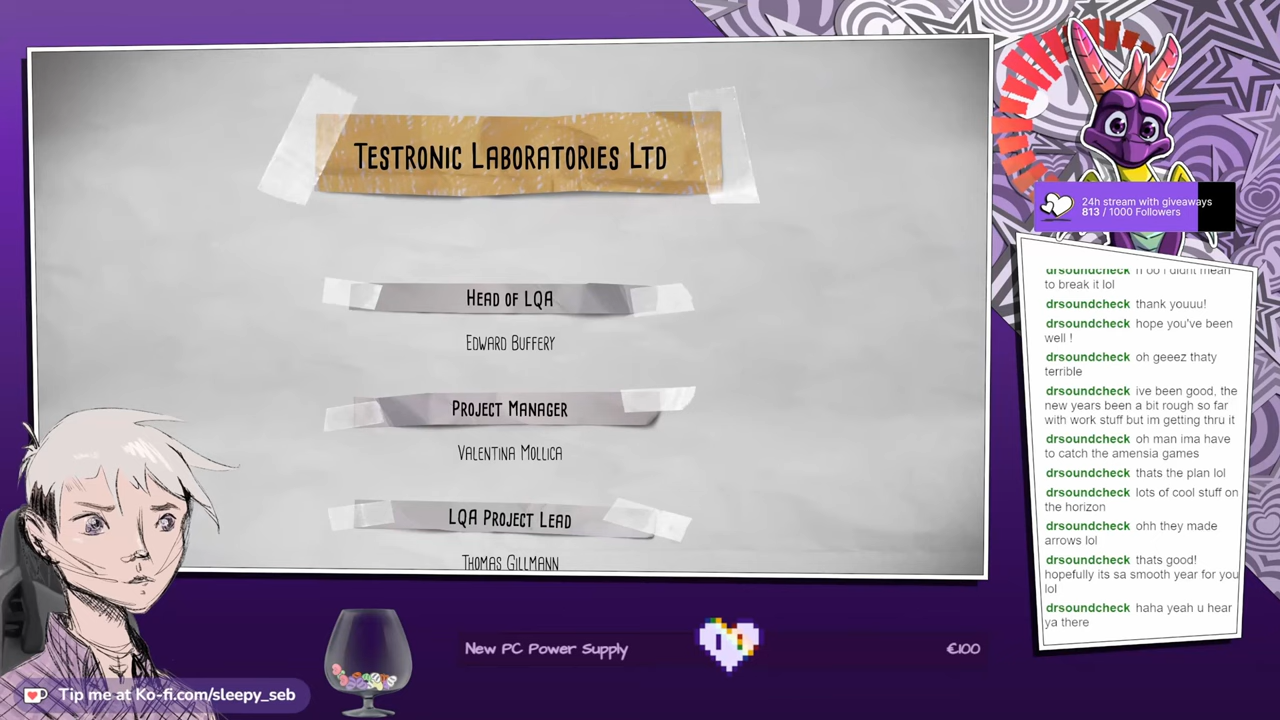 Testronic Laboratories Ltd
Head of LQA
Edward Buffery
Project Manager
Valentina Mollica
LQA Project Lead
Thomas Gillmann
24h stream with giveaways
813 / 1000 Followers
drsoundcheck
to break it lol
drsoundcheck thank youuu!
drsoundcheck hope you've been
well !
drsoundcheck oh geeez thaty
terrible
drsoundcheck ive been good, the
new years been a bit rough so far
with work stuff but im getting thru it
drsoundcheck oh man ima have
to catch the amensia games
drsoundcheck thats the plan lol
drsoundcheck lots of cool stuff on
the horizon
drsoundcheck ohh they made
arrows lol
drsoundcheck thats good!
hopefully its sa smooth year for you
lol
drsoundcheck haha yeah u hear
ya there
New PC Power Supply
€100
Tip me at Ko-fi.com/sleepy_seb